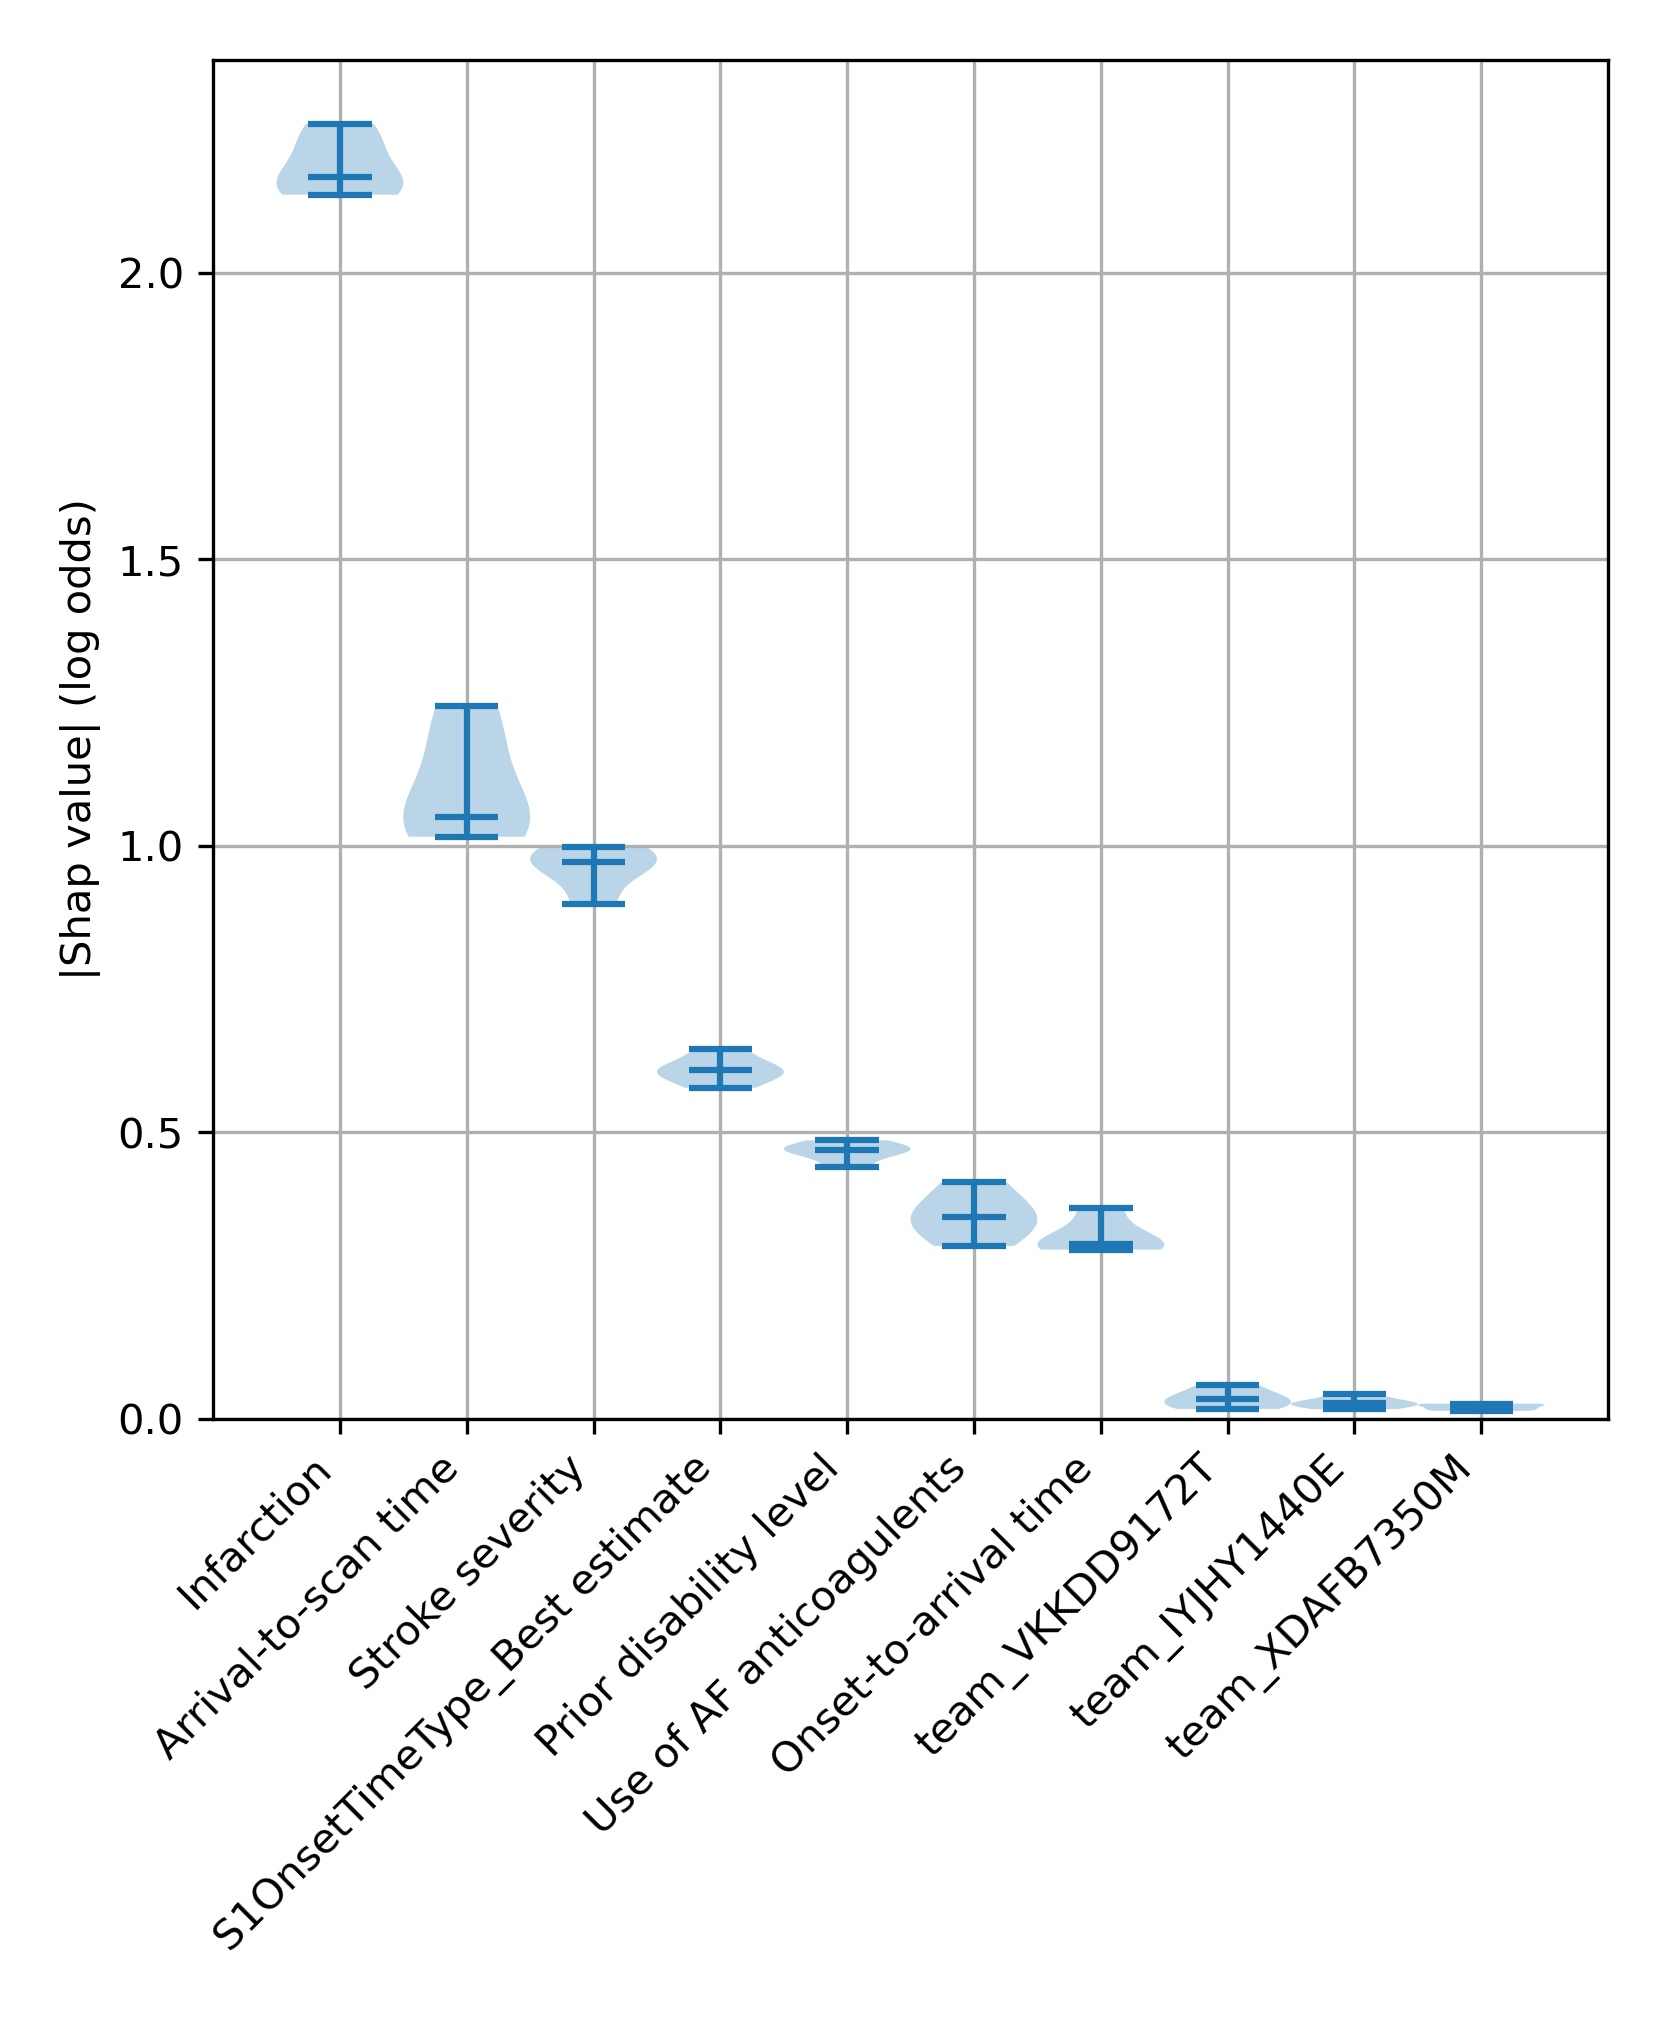 |Shap value| (log odds)
2.0
1.5
1.0
0.5
0.0
Infarction
Arrival-to-scan time
Stroke severity
S1OnsetTimeType_Best estimate
Prior disability level
Use of AF anticoagulents
Onset-to-arrival time
team_VKKDD9172T
team_IYJHY1440E
team_XDAFB7350M